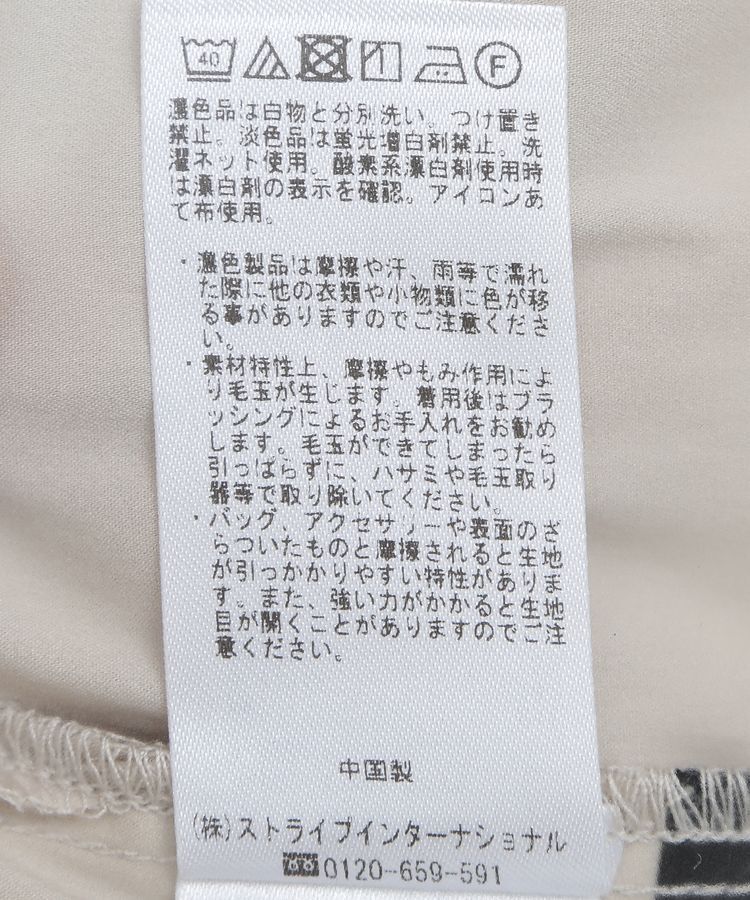 40 F
濃色品は白物と分別洗い。つけ置き
禁止。淡色品は蛍光増白剤禁止。洗
濯ネット使用。酸素系漂白剤使用時
は漂白剤の表示を確認。アイコンあ
て布使用。
・濃色製品は摩擦や汗、雨等で濡れ
た際に他の衣類や小物類に色が移
る事がありますのでご注意くださ
い。
・素材特性上、摩擦やもみ作用によ
り毛玉が生じます。着用後はブラ
ッシングによるお手入れをお勧め
します。毛玉ができてしまったら
引っぱらずに、ハサミや毛玉取り
器等で取り除いてください。
・バッグ、アクセサリーや表面のざ
らついたものと摩擦されると生地
が引っかかりやすい特性がありま
す。また、強い力がかかると生地
目が開くことがありますのでご注
意ください。
中国製
(株)ストライプインターナショナル
0120-659-591